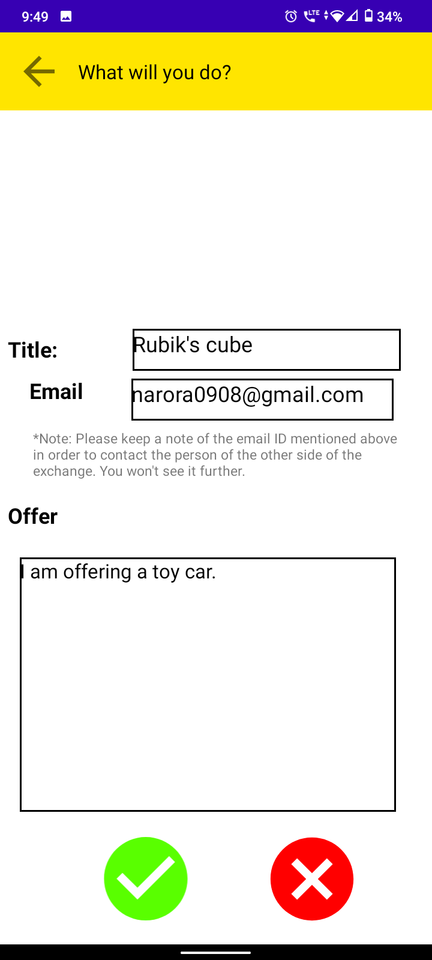 9:49
LTE
34%
What will you do?
Title:
Rubik's cube
Email
narora0908@gmail.com
*Note: Please keep a note of the email ID mentioned above
in order to contact the person of the other side of the
exchange. You won't see it further.
Offer
I am offering a toy car.